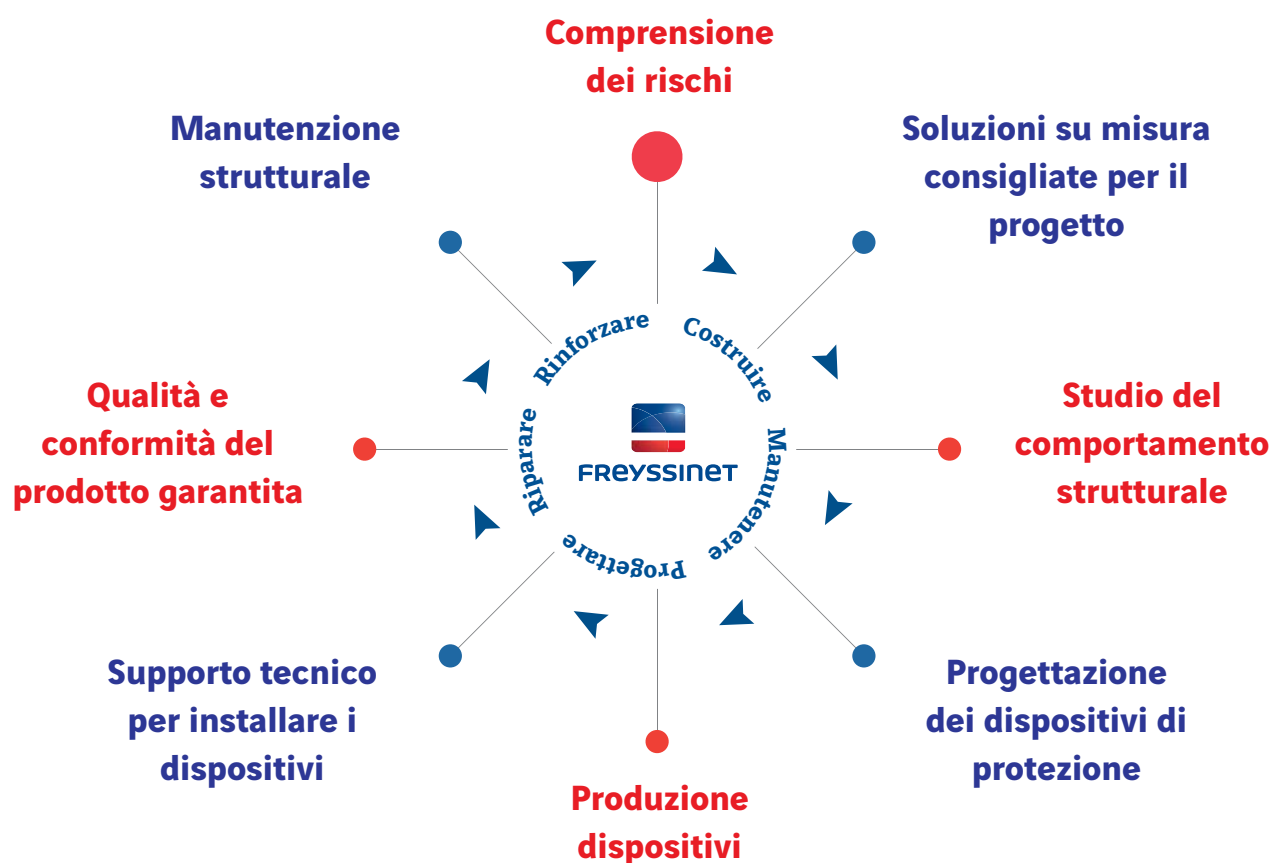 Comprensione
dei rischi
Soluzioni su misura
consigliate per il
progetto
Studio del
comportamento
strutturale
Progettazione
dei dispositivi di
protezione
Produzione
dispositivi
Supporto tecnico
per installare i
dispositivi
Qualità e
conformità del
prodotto garantita
Manutenzione
strutturale
Costruire
Manutenere
Progettare
Riparare
Rinforzare
FREYSSINET